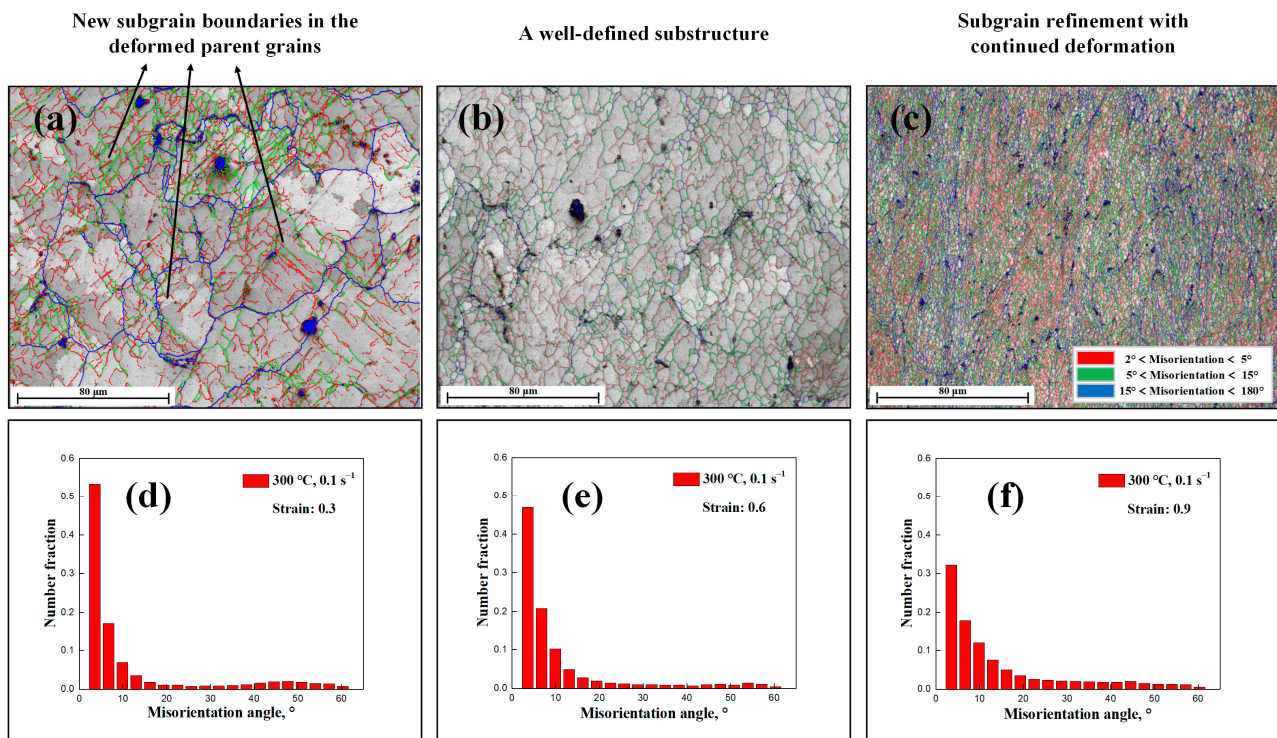 New subgrain boundaries in the
deformed parent grains
A well-defined substructure
Subgrain refinement with
continued deformation
(a)
80 μm
(b)
80 μm
(c)
2° < Misorientation < 5°
5° < Misorientation < 15°
15° < Misorientation < 180°
80 μm
0.6
0.5
0.4
0.3
0.2
0.1
0.0
0 10 20 30 40 50 60
Number fraction
Misorientation angle, °
(d)
300 °C, 0.1 s⁻¹
Strain: 0.3
0.6
0.5
0.4
0.3
0.2
0.1
0.0
0 10 20 30 40 50 60
Number fraction
Misorientation angle, °
(e)
300 °C, 0.1 s⁻¹
Strain: 0.6
0.6
0.5
0.4
0.3
0.2
0.1
0.0
0 10 20 30 40 50 60
Number fraction
Misorientation angle, °
(f)
300 °C, 0.1 s⁻¹
Strain: 0.9